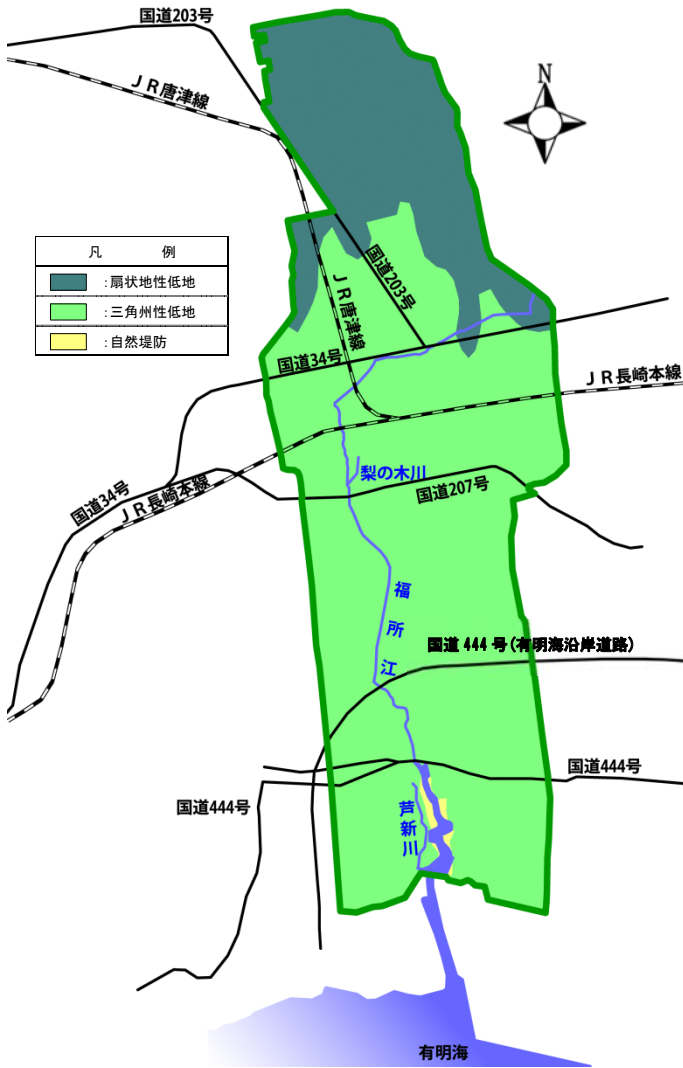 国道203号
ＪＲ唐津線
N
凡 例
：扇状地性低地
：三角州性低地
：自然堤防
国道203号
ＪＲ唐津線
国道34号
ＪＲ長崎本線
梨の木川
国道207号
国道34号
ＪＲ長崎本線
福所江
国道444号(有明海沿岸道路)
国道444号
国道444号
芦新川
有明海